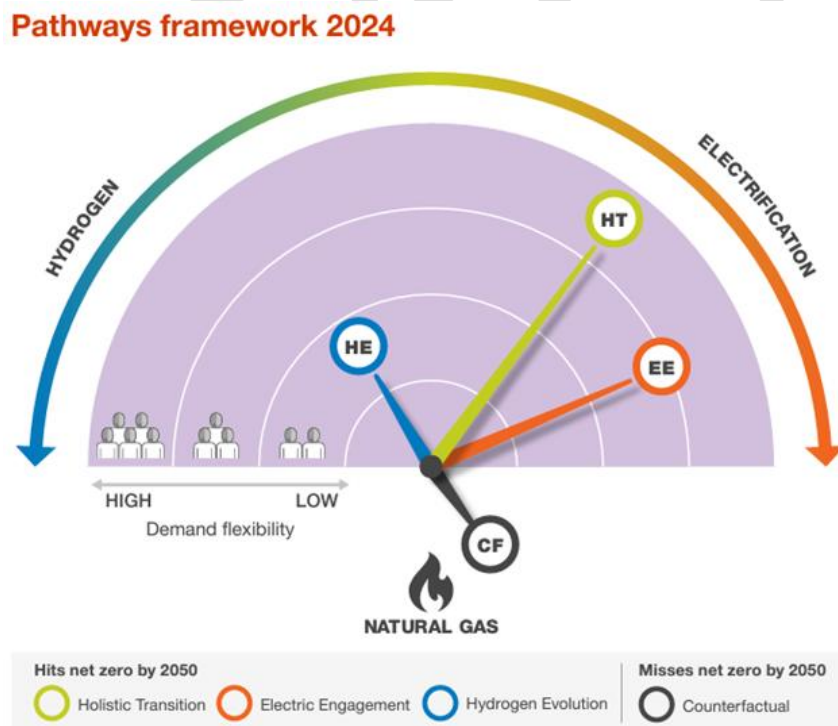 Pathways framework 2024
HYDROGEN
ELECTRIFICATION
HT
HE
EE
HIGH
LOW
Demand flexibility
CF
NATURAL GAS
Hits net zero by 2050
Misses net zero by 2050
Holistic Transition
Electric Engagement
Hydrogen Evolution
Counterfactual